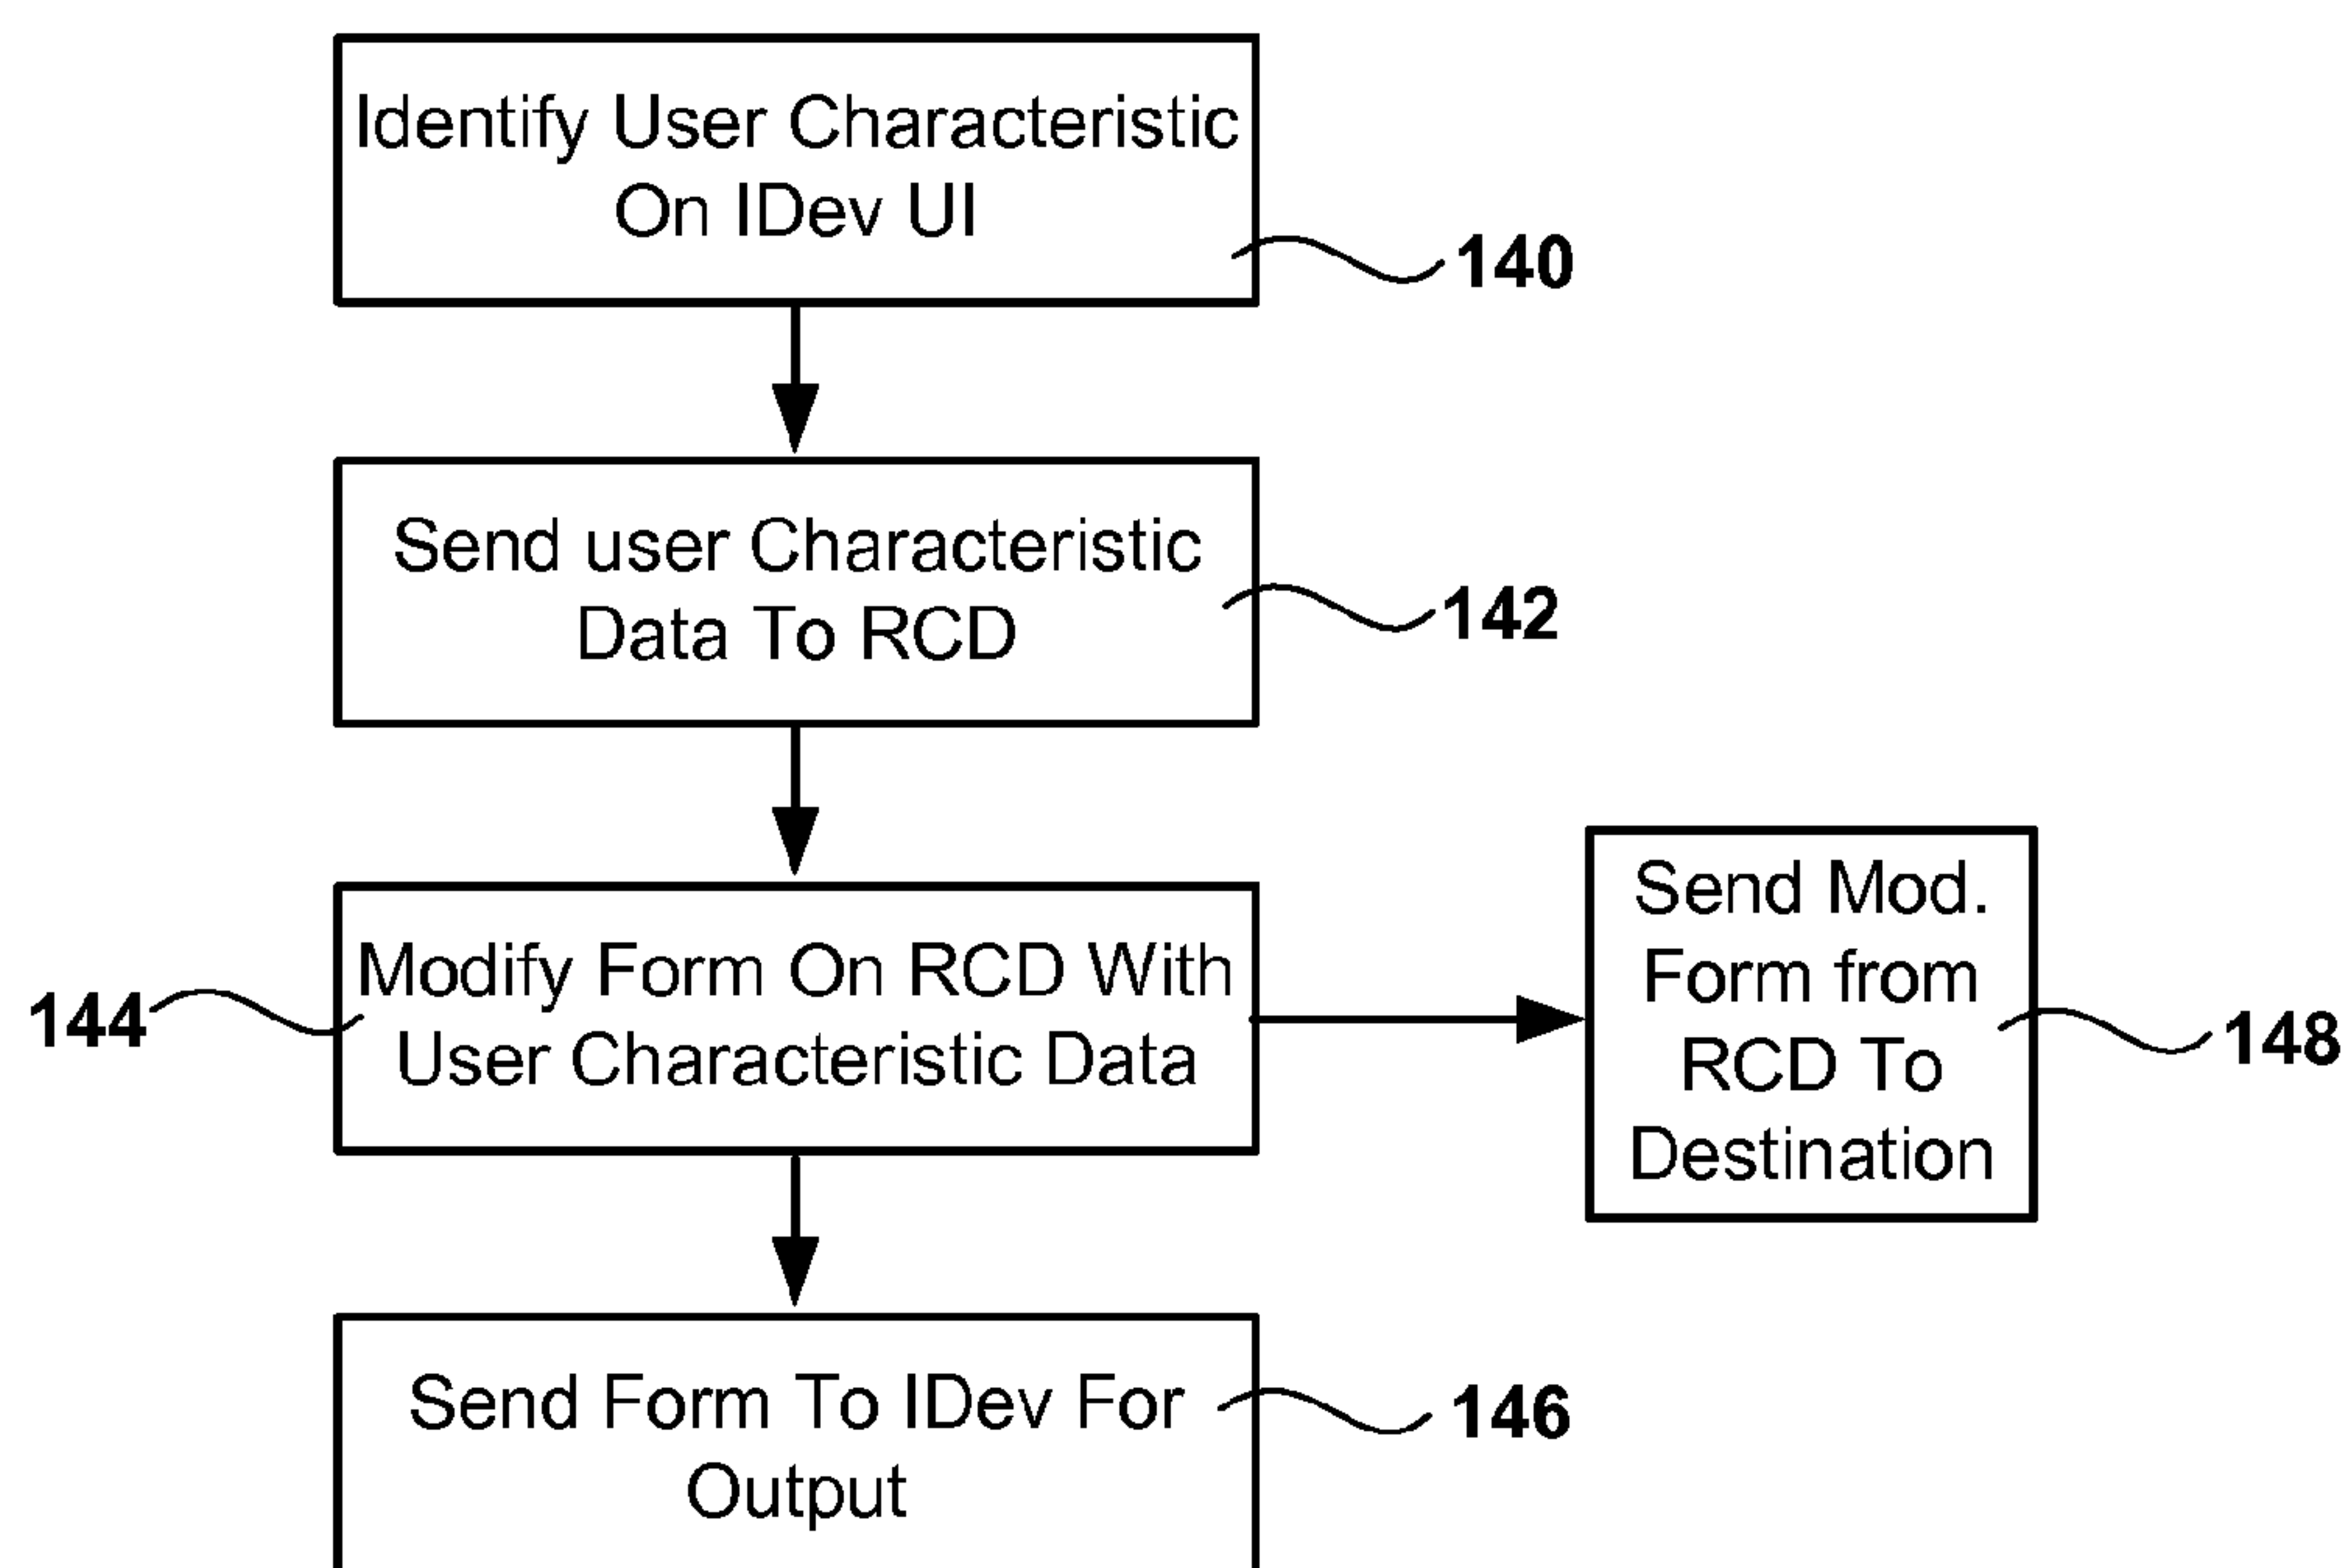 Identify User Characteristic
On IDev UI
140
Send user Characteristic
Data To RCD
142
Modify Form On RCD With
User Characteristic Data
144
Send Mod.
Form from
RCD To
Destination
148
Send Form To IDev For
Output
146